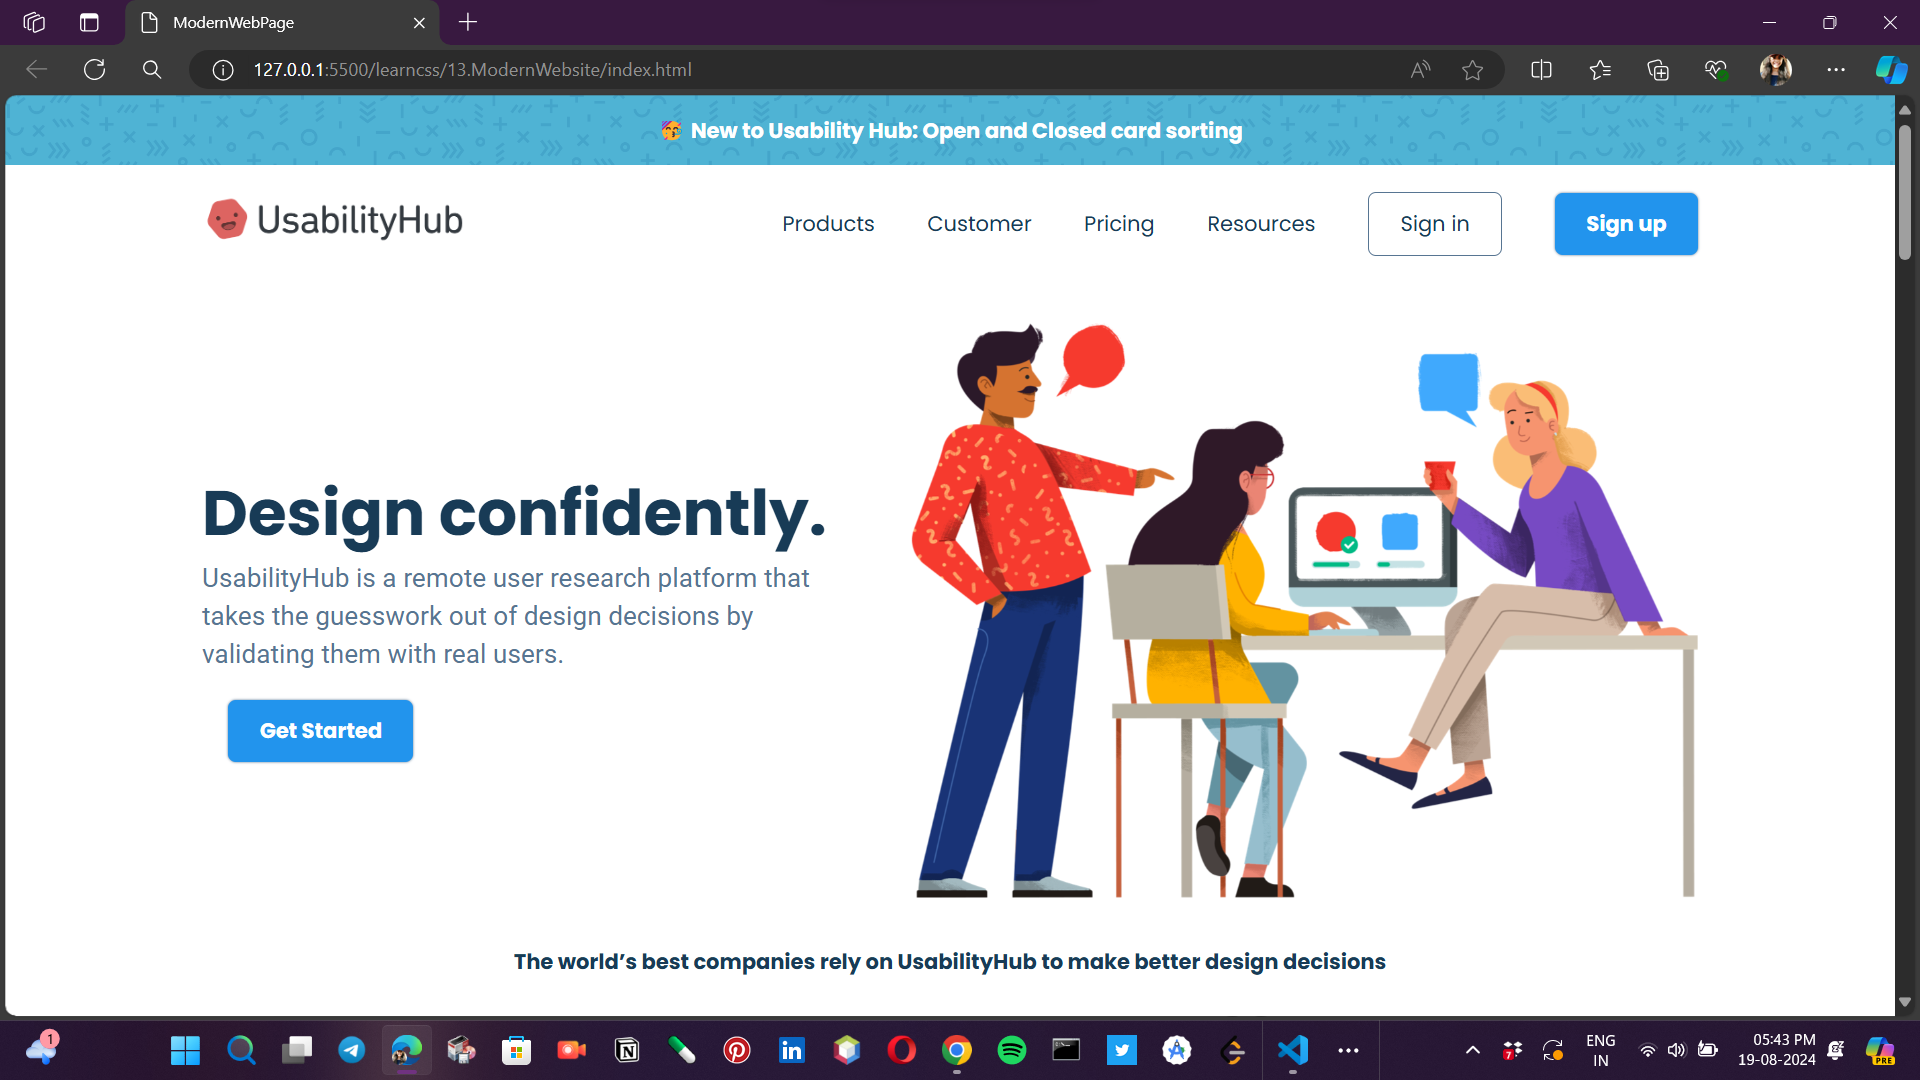 ModernWebPage
127.0.0.1:5500/learncss/13.ModernWebsite/index.html
🥳 New to Usability Hub: Open and Closed card sorting
UsabilityHub
Products Customer Pricing Resources Sign in Sign up
Design confidently.
UsabilityHub is a remote user research platform that
takes the guesswork out of design decisions by
validating them with real users.
Get Started
The world’s best companies rely on UsabilityHub to make better design decisions
1
7
ENG
IN
05:43 PM
19-08-2024
PRE